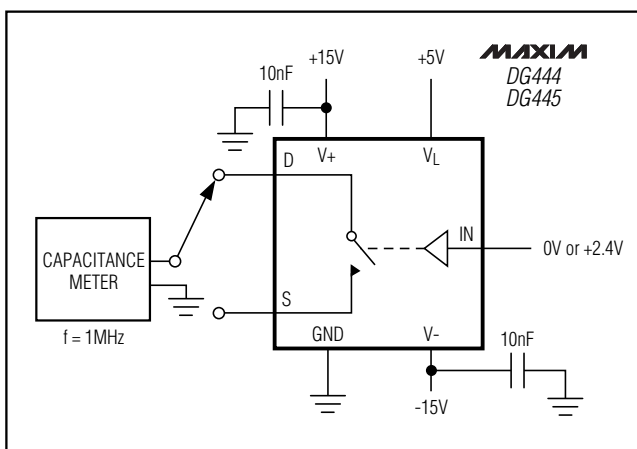 +15V
+5V
MAXIM
DG444
DG445
10nF
D
V+
VL
IN
0V or +2.4V
CAPACITANCE
METER
f = 1MHz
S
GND
V-
10nF
-15V